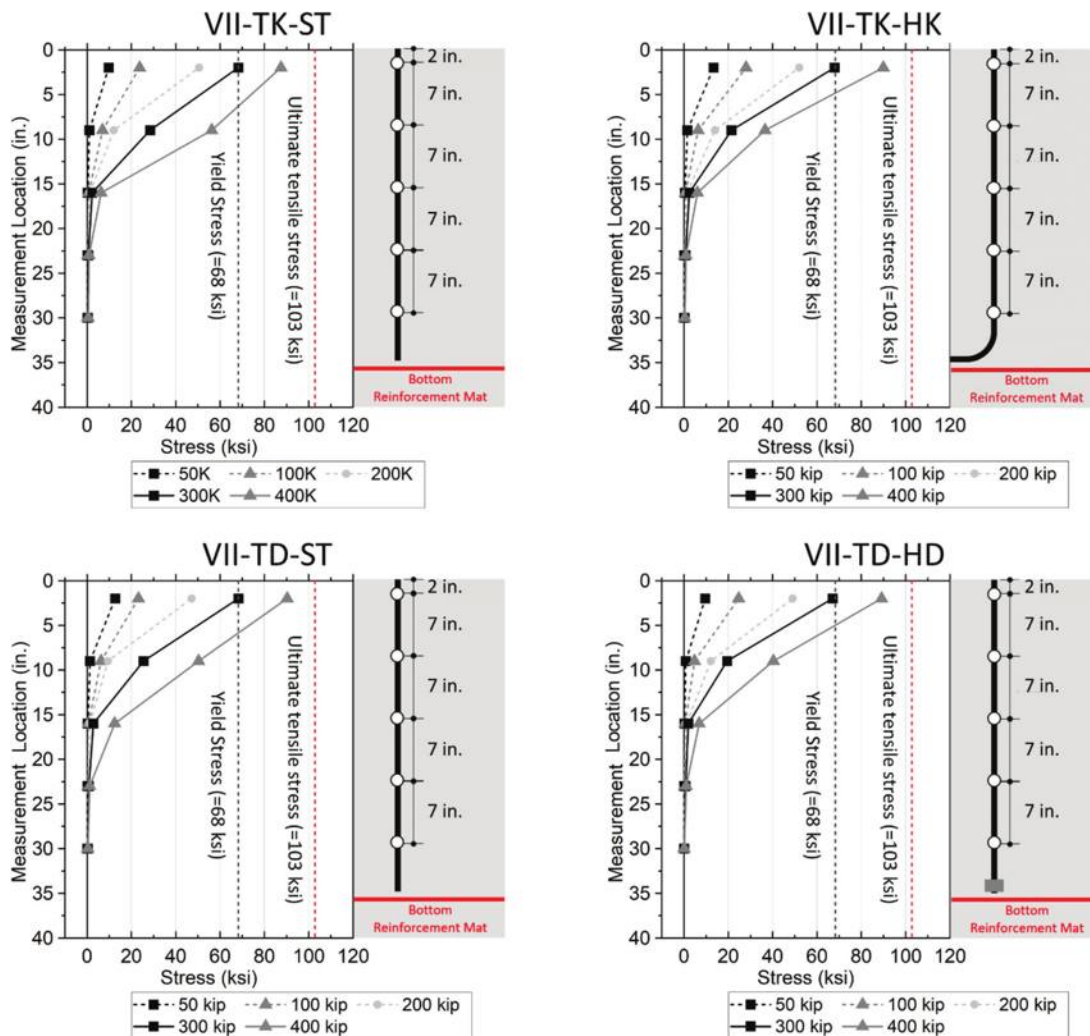 VII-TK-ST
0
5
10
15
20
25
30
35
40
Measurement Location (in.)
0 20 40 60 80 100 120
Stress (ksi)
Yield Stress (=68 ksi)
Ultimate tensile stress (=103 ksi)
2 in.
7 in.
7 in.
7 in.
7 in.
Bottom
Reinforcement Mat
50K 100K 200K
300K 400K
VII-TK-HK
0
5
10
15
20
25
30
35
40
Measurement Location (in.)
0 20 40 60 80 100 120
Stress (ksi)
Yield Stress (=68 ksi)
Ultimate tensile stress (=103 ksi)
2 in.
7 in.
7 in.
7 in.
7 in.
Bottom
Reinforcement Mat
50 kip 100 kip 200 kip
300 kip 400 kip
VII-TD-ST
0
5
10
15
20
25
30
35
40
Measurement Location (in.)
0 20 40 60 80 100 120
Stress (ksi)
Yield Stress (=68 ksi)
Ultimate tensile stress (=103 ksi)
2 in.
7 in.
7 in.
7 in.
7 in.
Bottom
Reinforcement Mat
50 kip 100 kip 200 kip
300 kip 400 kip
VII-TD-HD
0
5
10
15
20
25
30
35
40
Measurement Location (in.)
0 20 40 60 80 100 120
Stress (ksi)
Yield Stress (=68 ksi)
Ultimate tensile stress (=103 ksi)
2 in.
7 in.
7 in.
7 in.
7 in.
Bottom
Reinforcement Mat
50 kip 100 kip 200 kip
300 kip 400 kip